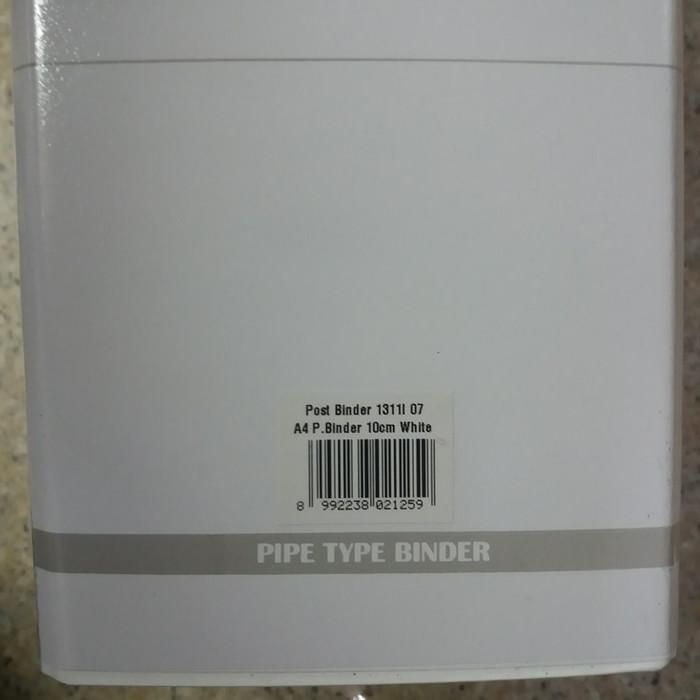 Post Binder 1311I 07
A4 P.Binder 10cm White
8 992238 021259
PIPE TYPE BINDER